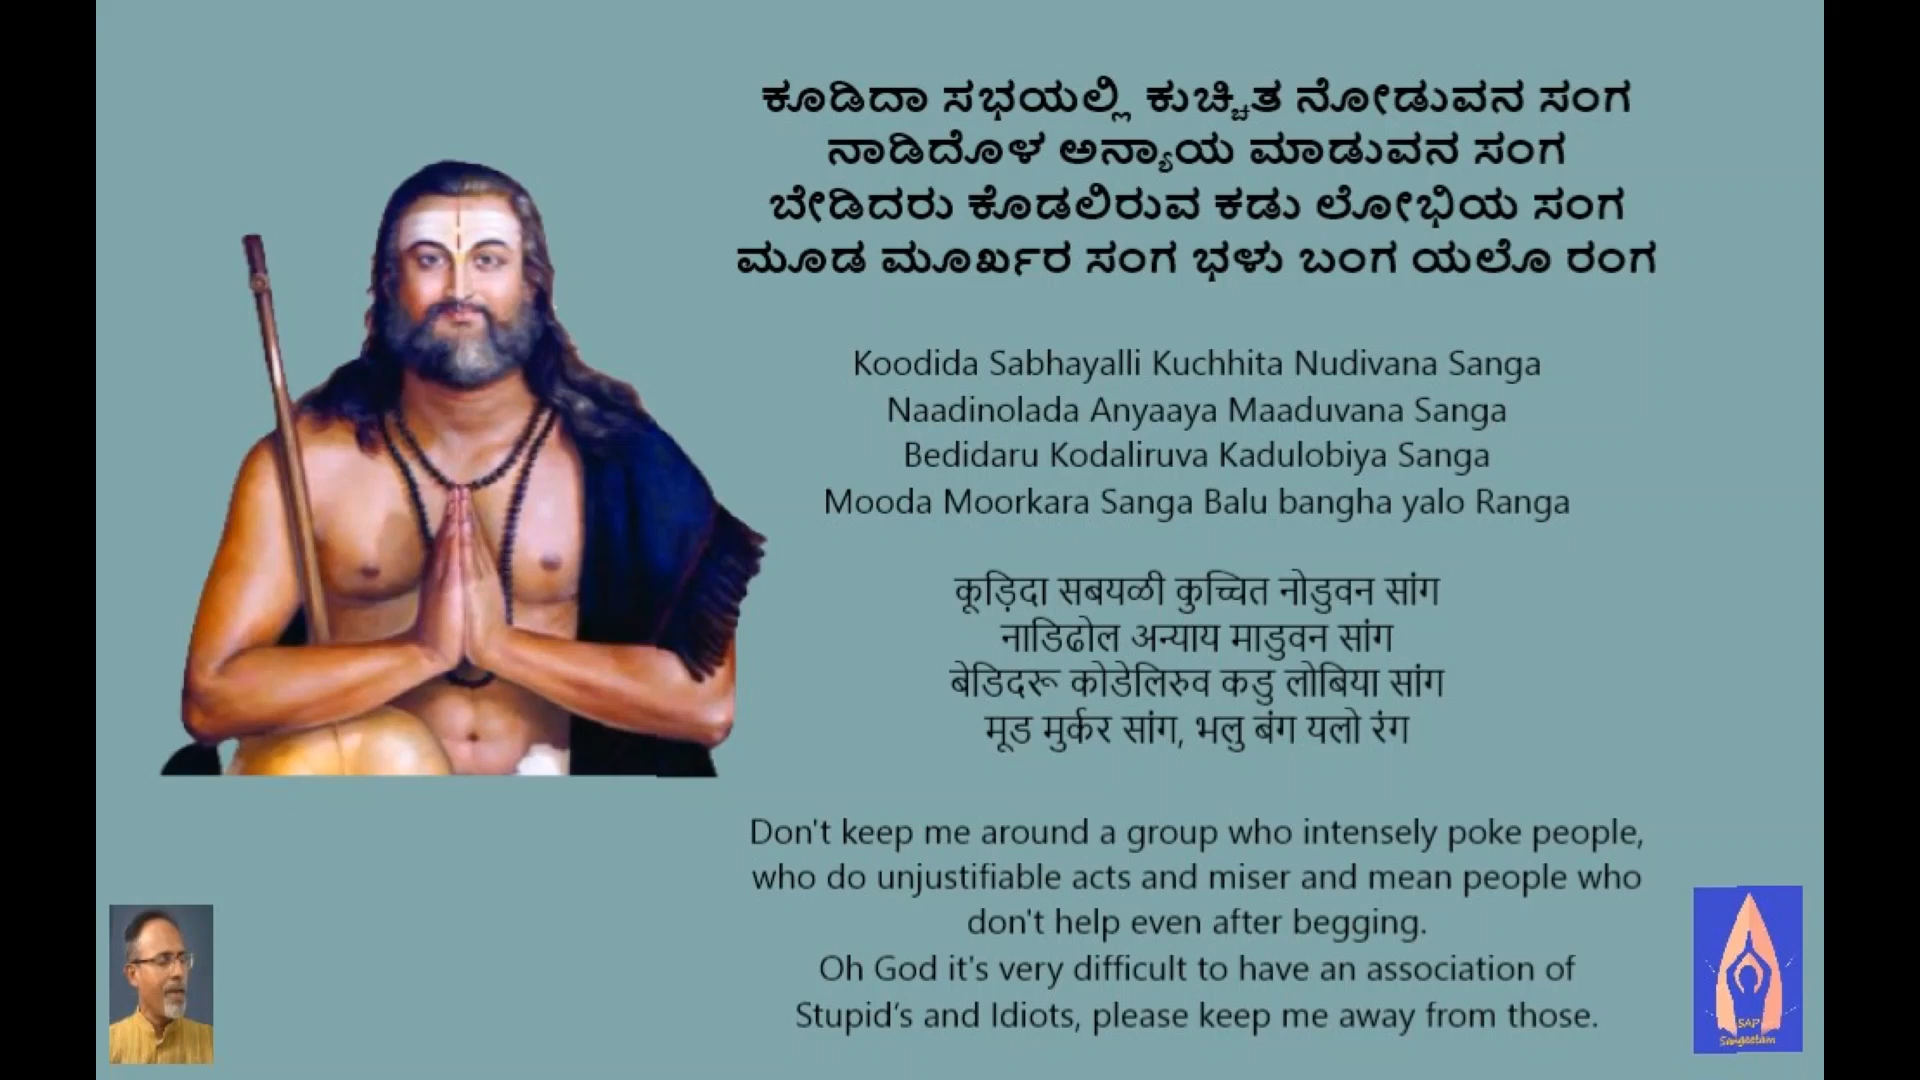 ಕೂಡಿದಾ ಸಭಯಲ್ಲಿ ಕುಚ್ಚಿತ ನೋಡುವನ ಸಂಗ
ನಾಡಿದೊಳ ಅನ್ಯಾಯ ಮಾಡುವನ ಸಂಗ
ಬೇಡಿದರು ಕೊಡಲಿರುವ ಕಡು ಲೋಭಿಯ ಸಂಗ
ಮೂಡ ಮೂರ್ಖರ ಸಂಗ ಭಳು ಬಂಗ ಯಲೊ ರಂಗ
Koodida Sabhayalli Kuchhita Nudivana Sanga
Naadinolada Anyaaya Maaduvana Sanga
Bedidaru Kodaliruva Kadulobiya Sanga
Mooda Moorkara Sanga Balu bangha yalo Ranga
कूड़िदा सबयळी कुच्चित नोडुवन सांग
नाडिढोल अन्याय माडुवन सांग
बेडिदरू कोडेलिरुव कडु लोबिया सांग
मूड मुर्कर सांग, भलु बंग यलो रंग
Don't keep me around a group who intensely poke people,
who do unjustifiable acts and miser and mean people who
don't help even after begging.
Oh God it's very difficult to have an association of
Stupid’s and Idiots, please keep me away from those.
SAP
Sangeetam